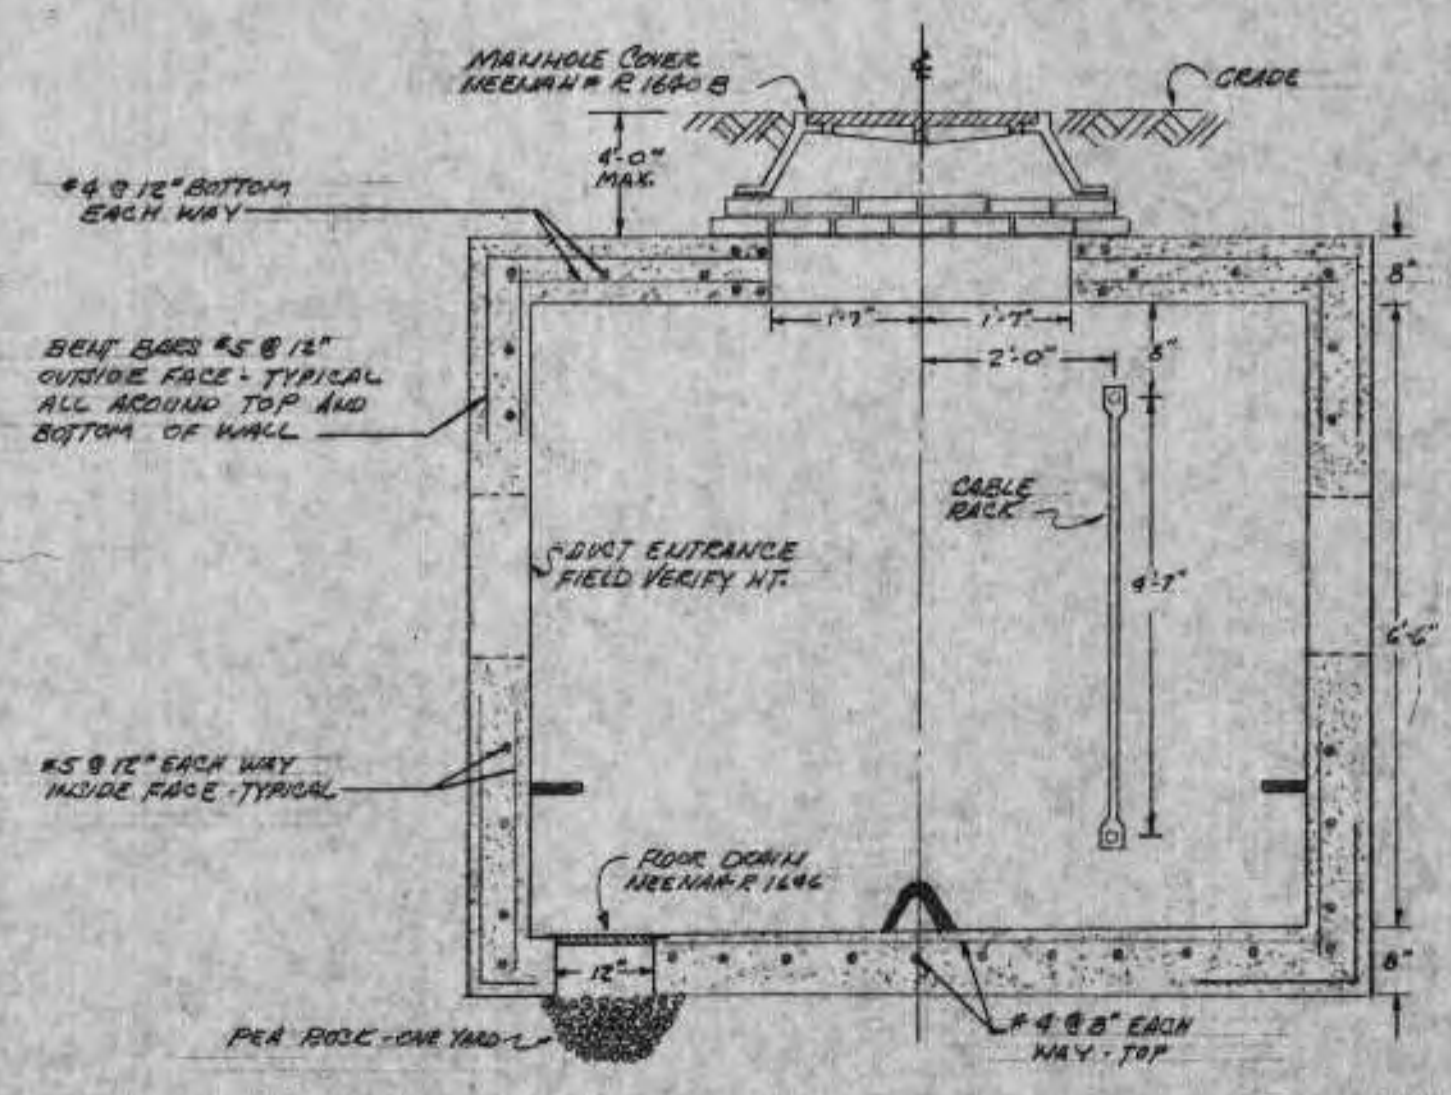 MANHOLE COVER
NEENAH # R 1640 B
GRADE
4'-0"
MAX.
#4 @ 12" BOTTOM
EACH WAY
8"
1'-7" 1'-7"
2'-0" 8"
BENT BARS #5 @ 12"
OUTSIDE FACE - TYPICAL
ALL AROUND TOP AND
BOTTOM OF WALL
CABLE
RACK
DUCT ENTRANCE
FIELD VERIFY HT.
4'-7"
6'-6"
#5 @ 12" EACH WAY
INSIDE FACE - TYPICAL
FLOOR DRAIN
NEENAH-R 1646
12"
8"
PEA ROCK - ONE YARD
#4 @ 8" EACH
WAY - TOP